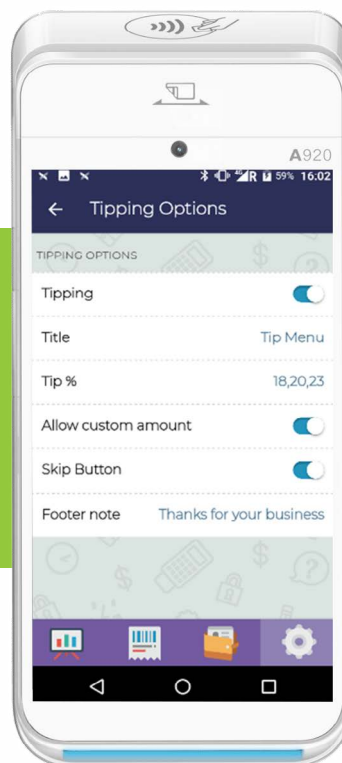 A920
4G R 59% 16:02
Tipping Options
TIPPING OPTIONS
Tipping
Title Tip Menu
Tip % 18,20,23
Allow custom amount
Skip Button
Footer note Thanks for your business